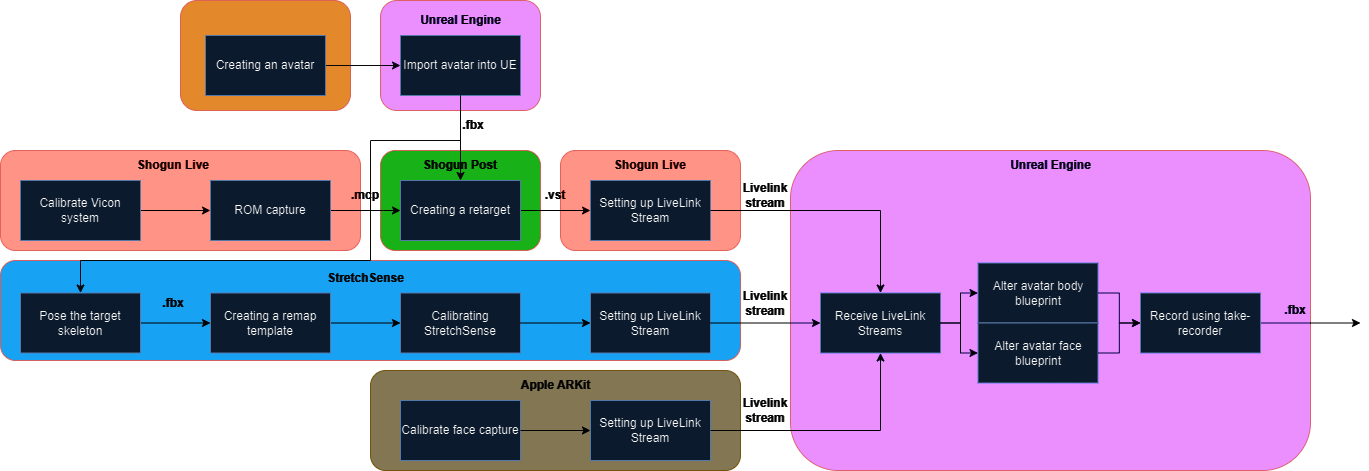 Unreal Engine
Creating an avatar
Import avatar into UE
.fbx
Shogun Live
Calibrate Vicon
system
ROM capture
.mcp
Shogun Post
Creating a retarget
.vst
Shogun Live
Setting up LiveLink
Stream
Livelink
stream
StretchSense
Pose the target
skeleton
.fbx
Creating a remap
template
Calibrating
StretchSense
Setting up LiveLink
Stream
Livelink
stream
Apple ARKit
Calibrate face capture
Setting up LiveLink
Stream
Livelink
stream
Unreal Engine
Receive LiveLink
Streams
Alter avatar body
blueprint
Alter avatar face
blueprint
Record using take-
recorder
.fbx